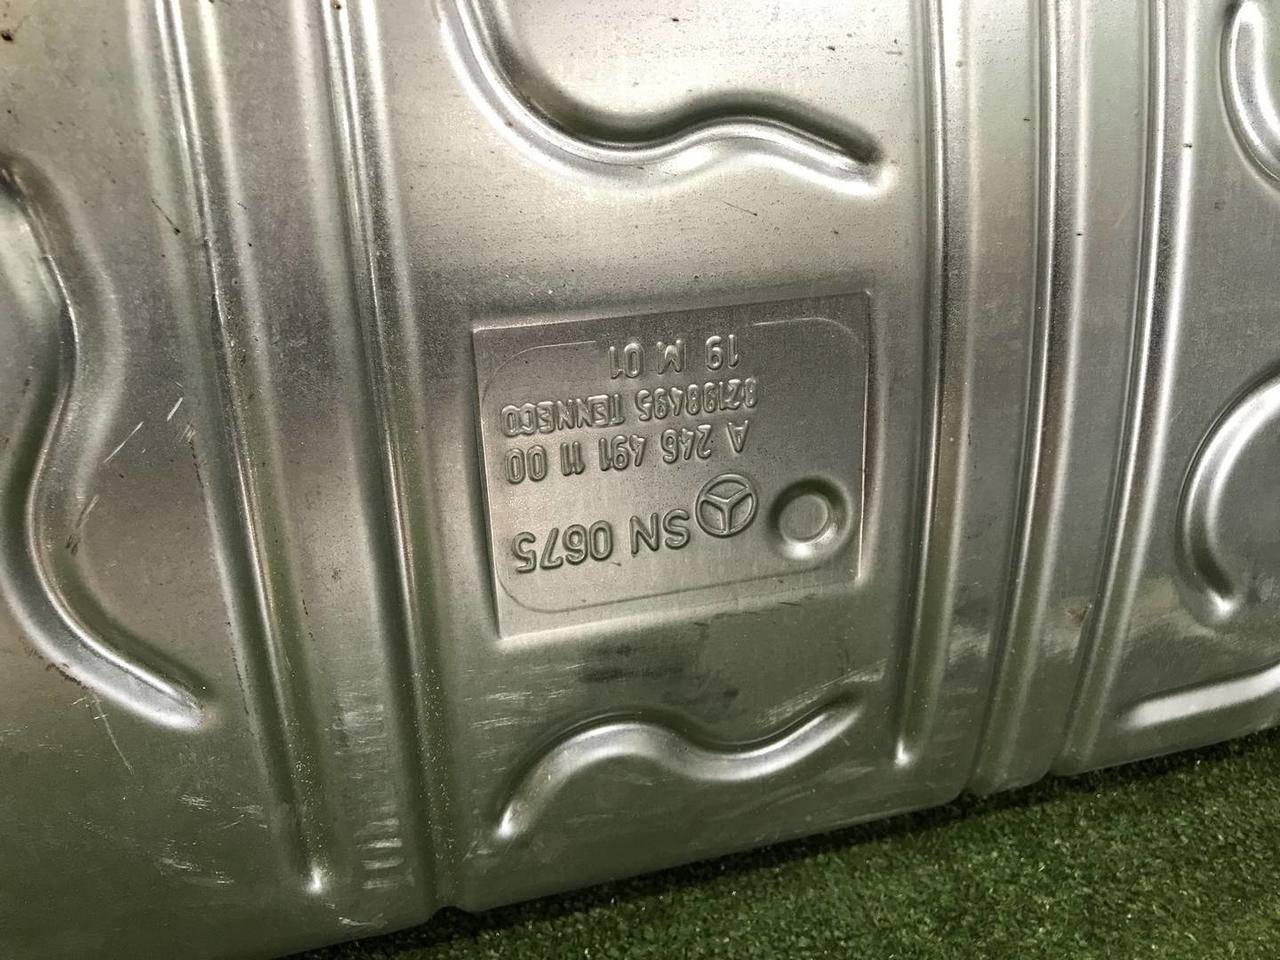 SN 0675
A 246 491 11 00
82198495 TENNECO
19 M 01